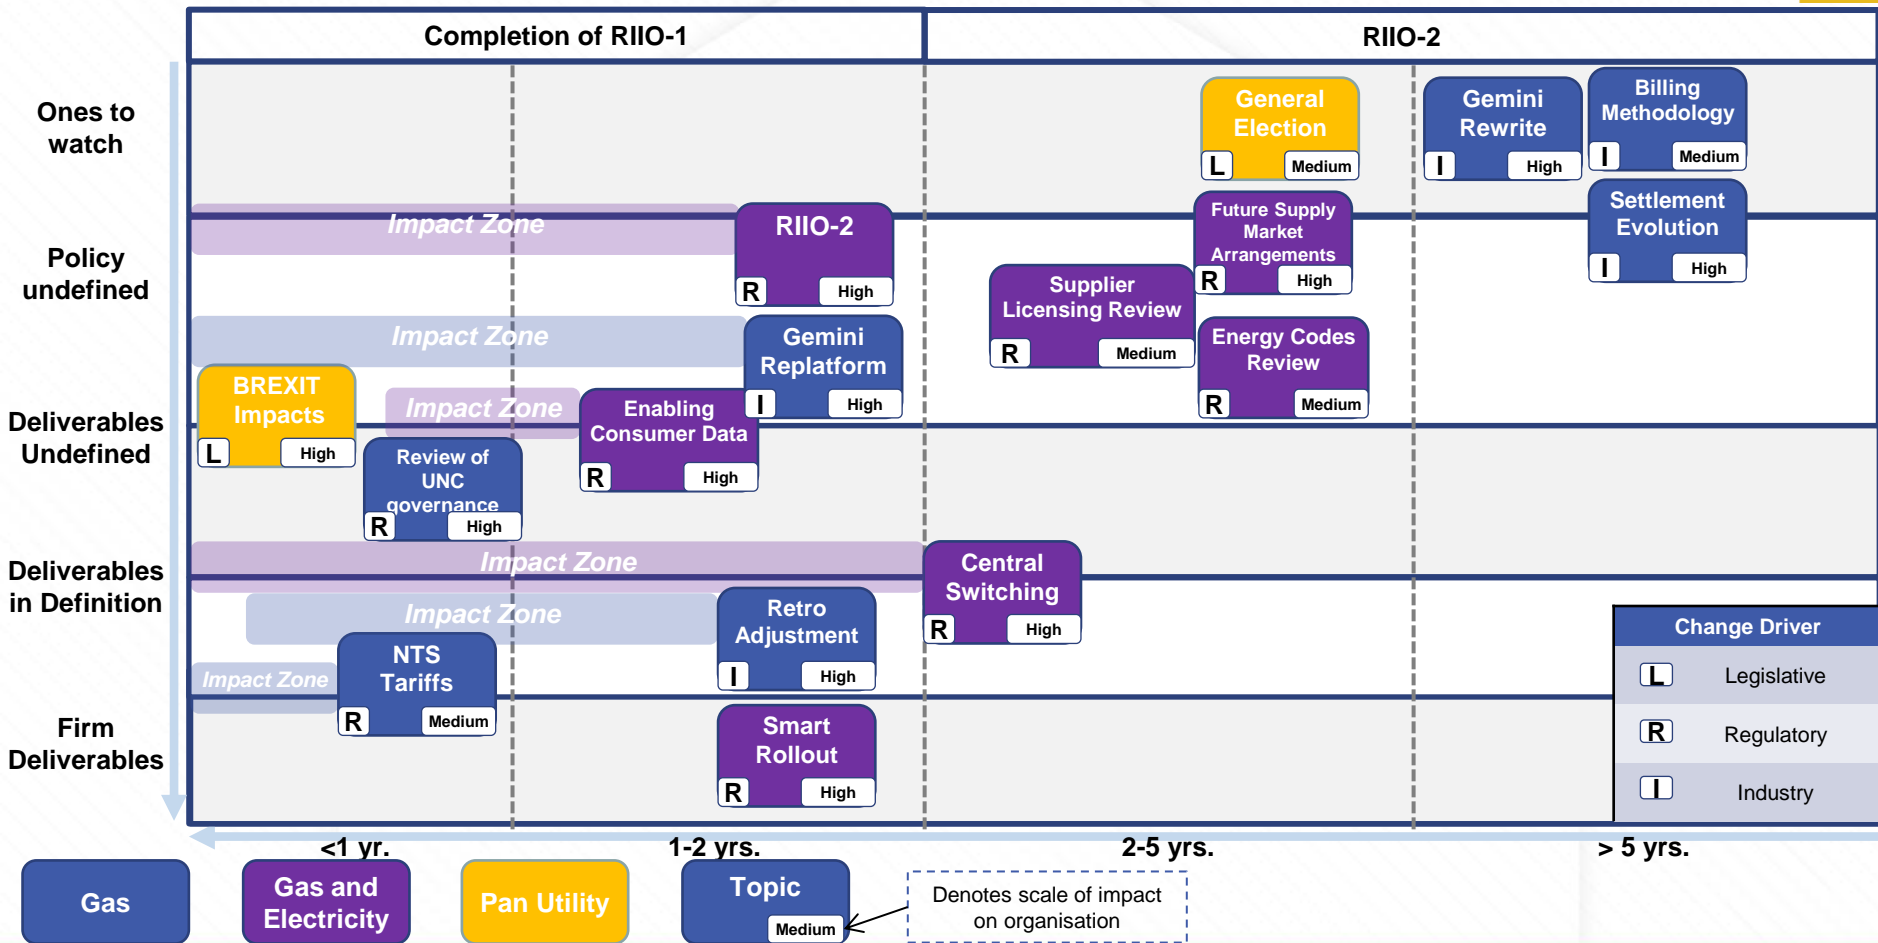 Completion of RIIO-1
RIIO-2
Ones to
watch
General
Election
L
Medium
Gemini
Rewrite
I
High
Billing
Methodology
I
Medium
Policy
undefined
Impact Zone
RIIO-2
R
High
Future Supply
Market
Arrangements
R
High
Settlement
Evolution
I
High
Supplier
Licensing Review
R
Medium
Impact Zone
Gemini
Replatform
I
High
Energy Codes
Review
R
Medium
Deliverables
Undefined
BREXIT
Impacts
L
High
Impact Zone
Enabling
Consumer Data
R
High
Review of
UNC
governance
R
High
Deliverables
in Definition
Impact Zone
Central
Switching
R
High
Impact Zone
Retro
Adjustment
I
High
Impact Zone
NTS
Tariffs
R
Medium
Firm
Deliverables
Smart
Rollout
R
High
Change Driver
L Legislative
R Regulatory
I Industry
<1 yr.
1-2 yrs.
2-5 yrs.
> 5 yrs.
Gas
Gas and
Electricity
Pan Utility
Topic
Medium
Denotes scale of impact
on organisation